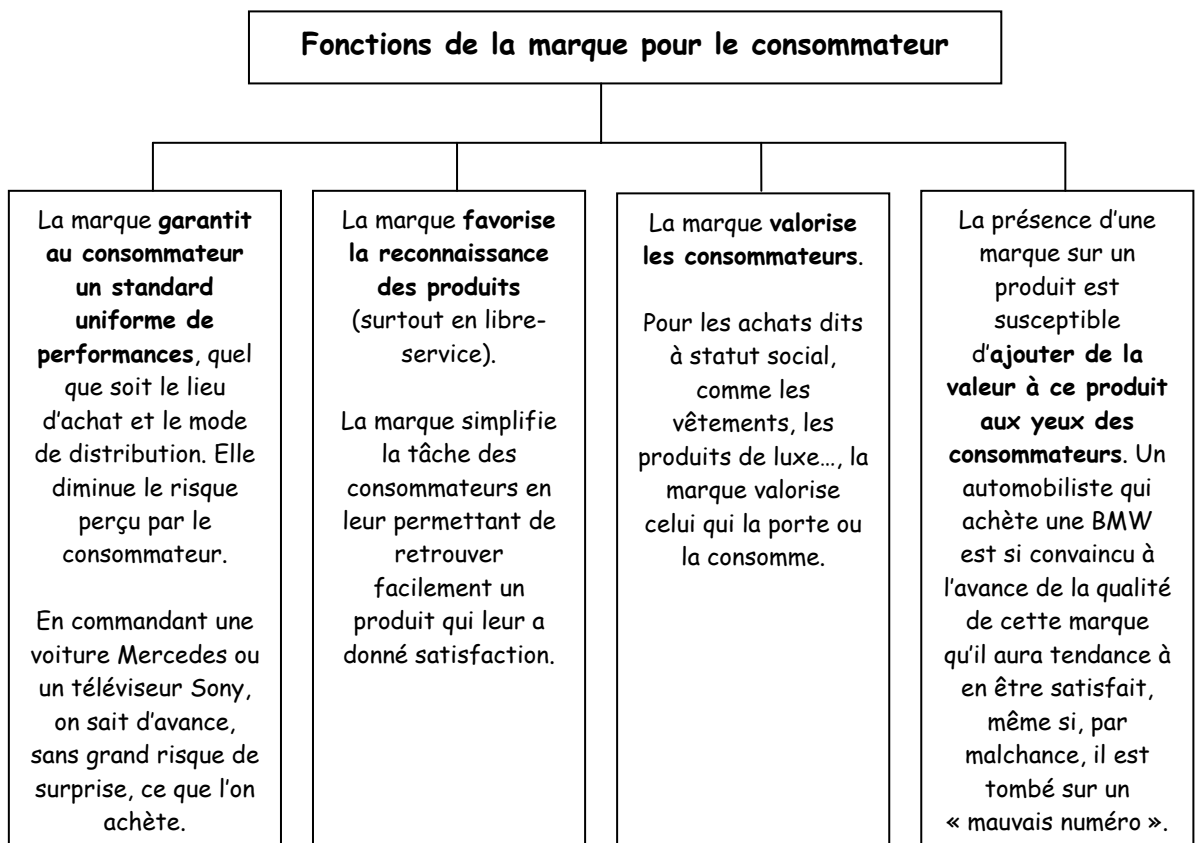 Fonctions de la marque pour le consommateur
La marque garantit
au consommateur
un standard
uniforme de
performances, quel
que soit le lieu
d'achat et le mode
de distribution. Elle
diminue le risque
perçu par le
consommateur.
En commandant une
voiture Mercedes ou
un téléviseur Sony,
on sait d'avance,
sans grand risque de
surprise, ce que l'on
achète.
La marque favorise
la reconnaissance
des produits
(surtout en libre-
service).
La marque simplifie
la tâche des
consommateurs en
leur permettant de
retrouver
facilement un
produit qui leur a
donné satisfaction.
La marque valorise
les consommateurs.
Pour les achats dits
à statut social,
comme les
vêtements, les
produits de luxe…, la
marque valorise
celui qui la porte ou
la consomme.
La présence d'une
marque sur un
produit est
susceptible
d'ajouter de la
valeur à ce produit
aux yeux des
consommateurs. Un
automobiliste qui
achète une BMW
est si convaincu à
l'avance de la qualité
de cette marque
qu'il aura tendance à
en être satisfait,
même si, par
malchance, il est
tombé sur un
« mauvais numéro ».